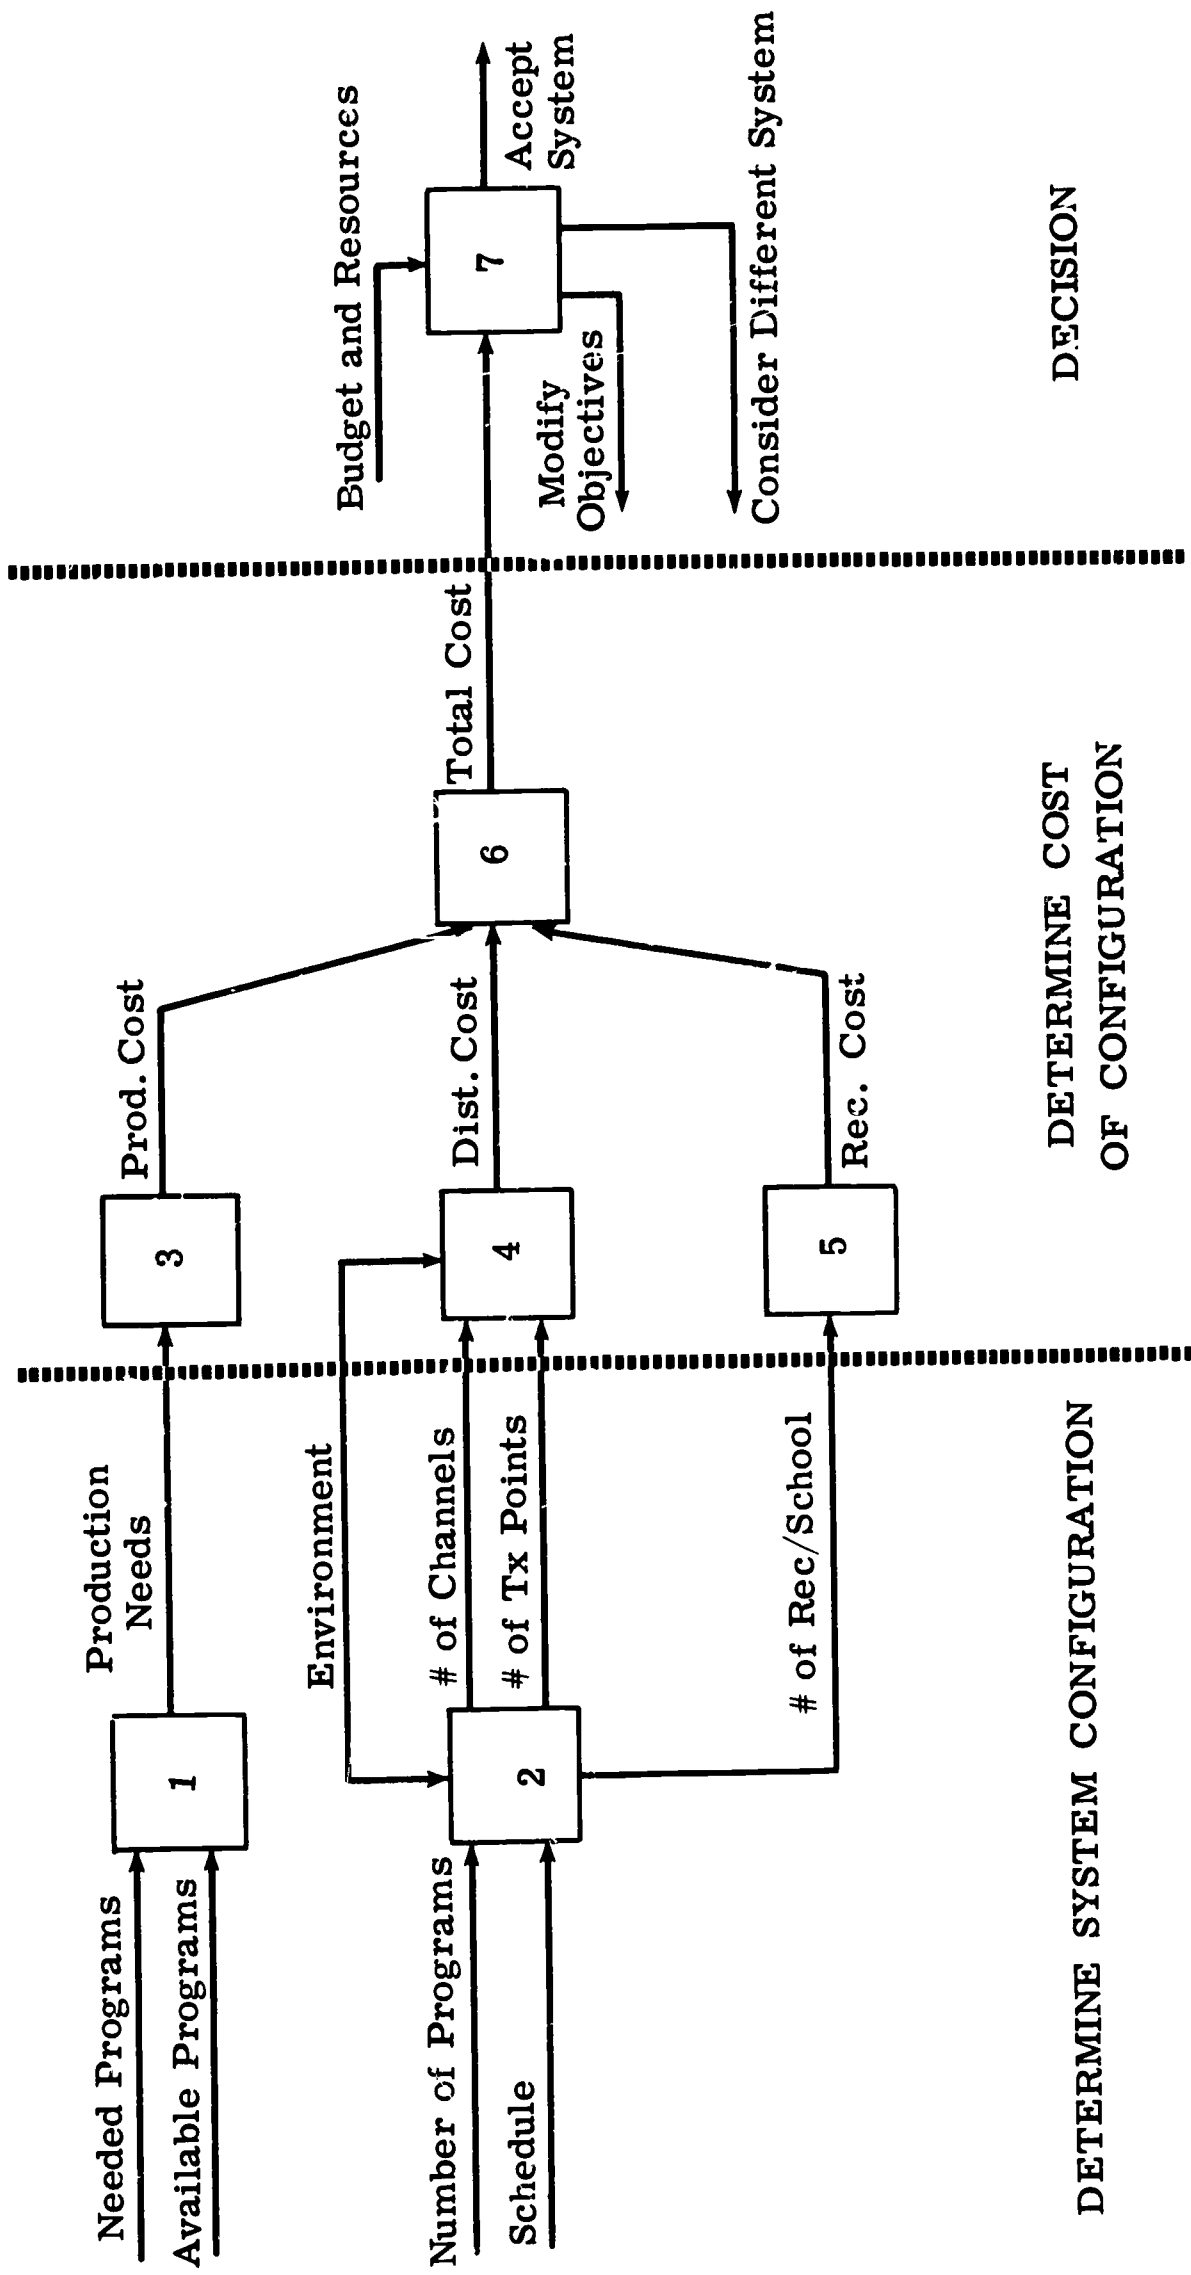 Needed Programs
Available Programs
1
Production
Needs
3
Prod. Cost
Number of Programs
Schedule
2
Environment
# of Channels
# of Tx Points
# of Rec/School
4
Dist. Cost
5
Rec. Cost
6
Total Cost
Budget and Resources
7
Accept
System
Modify
Objectives
Consider Different System
DETERMINE SYSTEM CONFIGURATION
DETERMINE COST
OF CONFIGURATION
DECISION